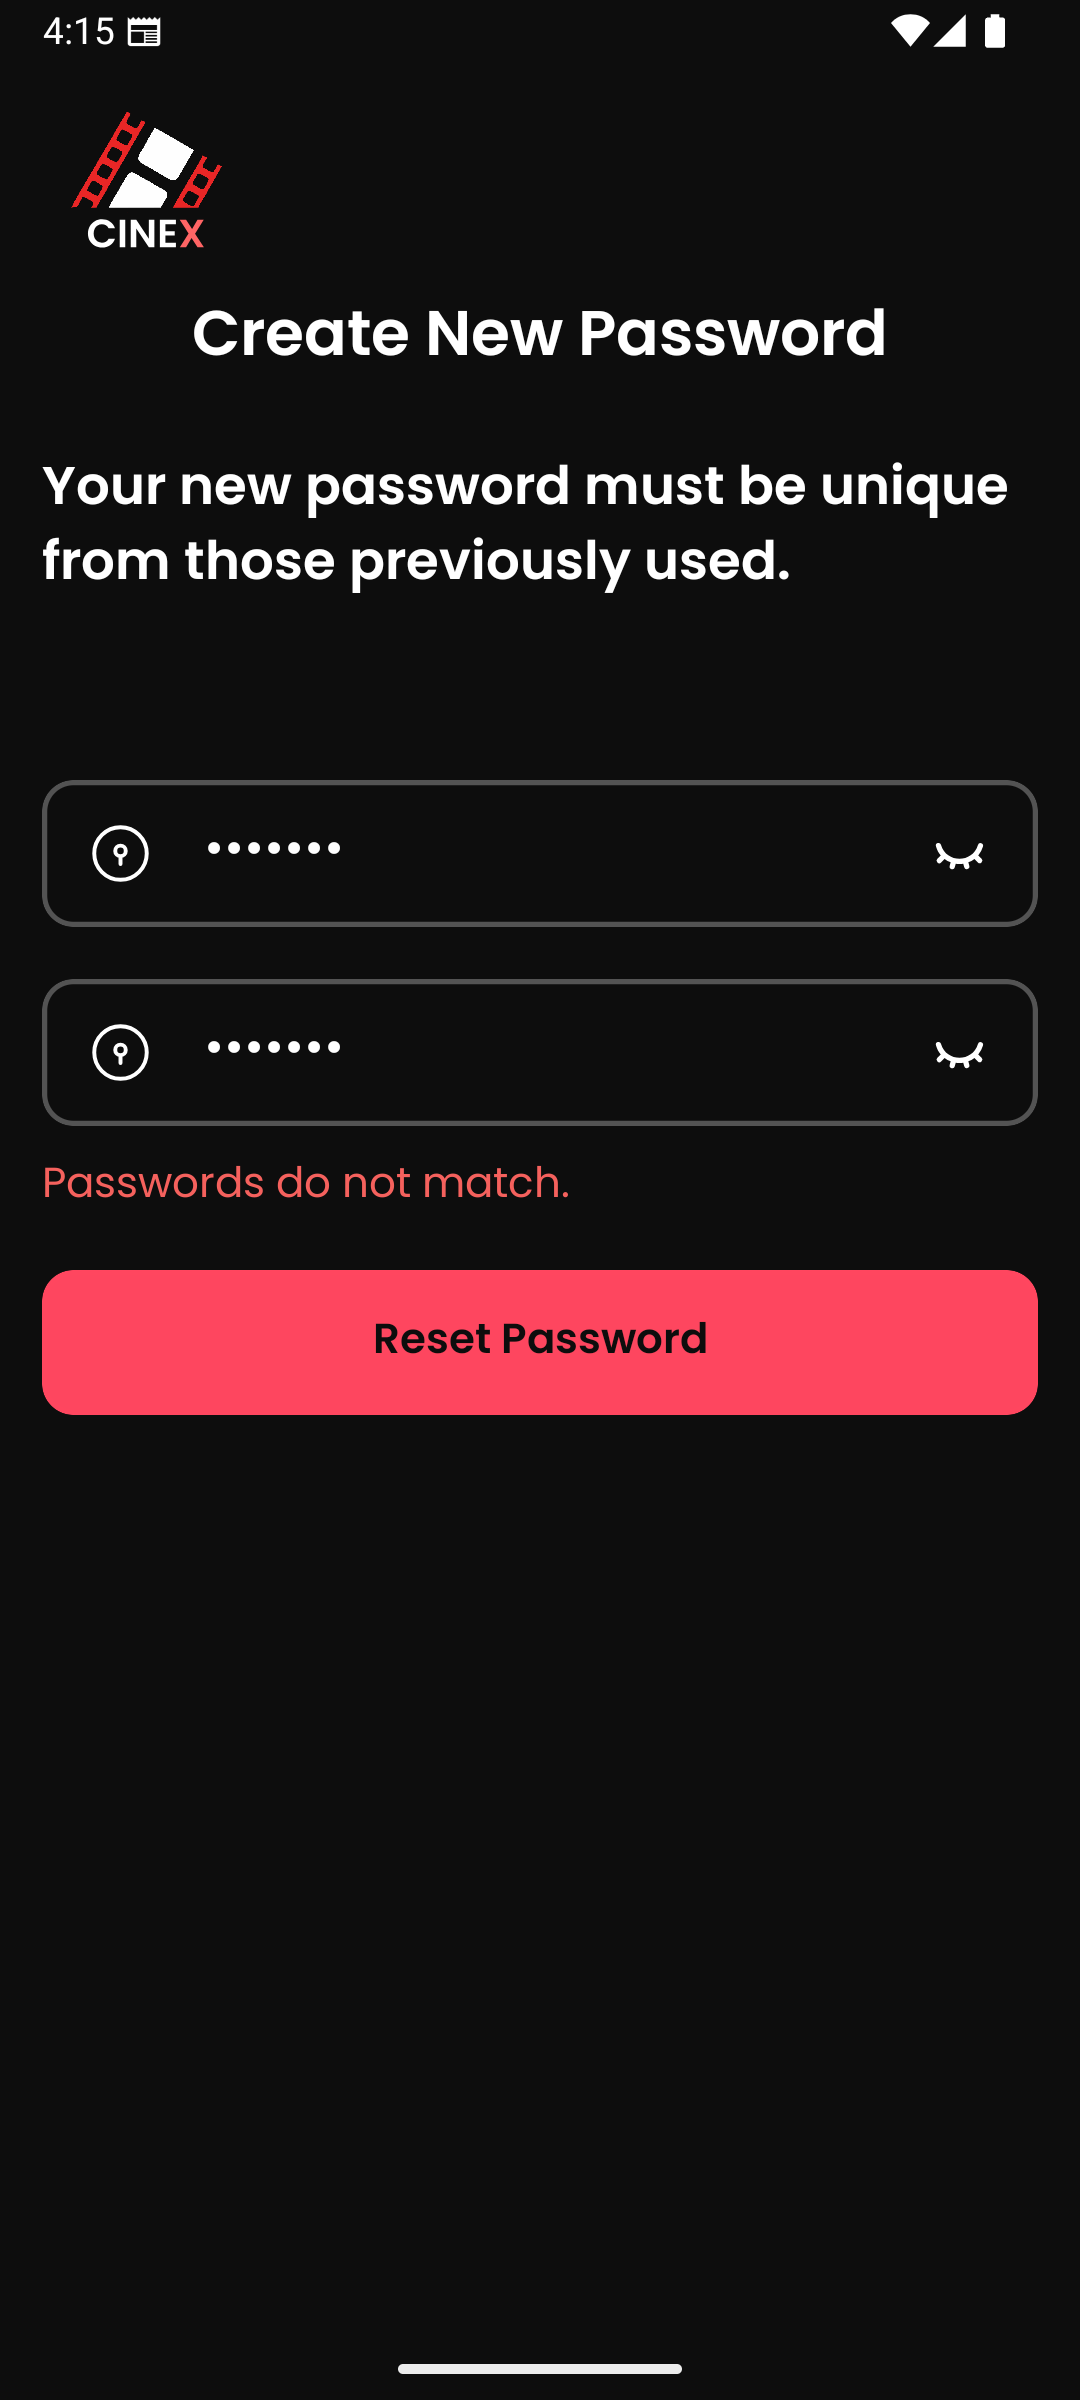 4:15
CINEX
Create New Password
Your new password must be unique
from those previously used.
•••••••
•••••••
Passwords do not match.
Reset Password